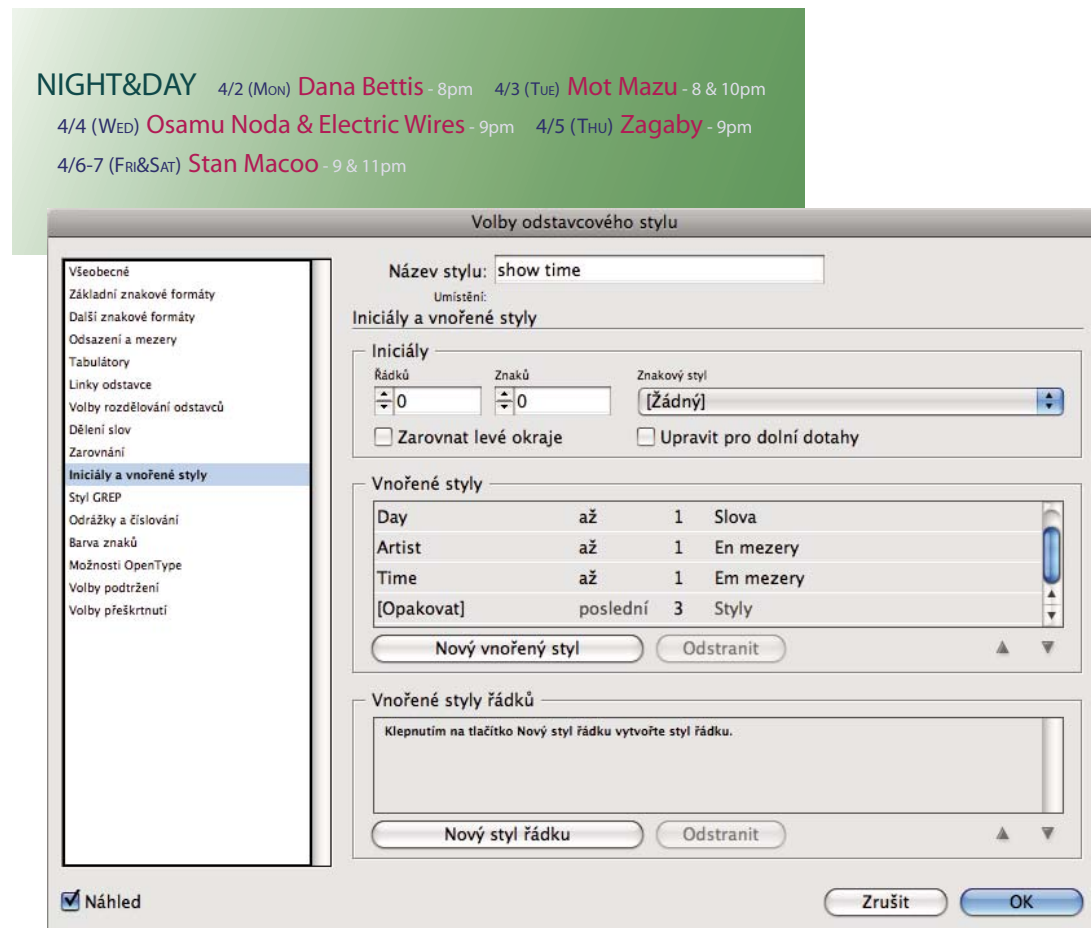 NIGHT&DAY 4/2 (Mon) Dana Bettis - 8pm 4/3 (Tue) Mot Mazu - 8 & 10pm
4/4 (Wed) Osamu Noda & Electric Wires - 9pm 4/5 (Thu) Zagaby - 9pm
4/6-7 (Fri&Sat) Stan Macoo - 9 & 11pm
Volby odstavcového stylu
Všeobecné
Základní znakové formáty
Další znakové formáty
Odsazení a mezery
Tabulátory
Linky odstavce
Volby rozdělování odstavců
Dělení slov
Zarovnání
Iniciály a vnořené styly
Styl GREP
Odrážky a číslování
Barva znaků
Možnosti OpenType
Volby podtržení
Volby přeškrtnutí
Název stylu: show time
Umístění:
Iniciály a vnořené styly
Iniciály
Řádků Znaků Znakový styl
0 0 [Žádný]
Zarovnat levé okraje Upravit pro dolní dotahy
Vnořené styly
Day až 1 Slova
Artist až 1 En mezery
Time až 1 Em mezery
[Opakovat] poslední 3 Styly
Nový vnořený styl Odstranit
Vnořené styly řádků
Klepnutím na tlačítko Nový styl řádku vytvořte styl řádku.
Nový styl řádku Odstranit
Náhled Zrušit OK